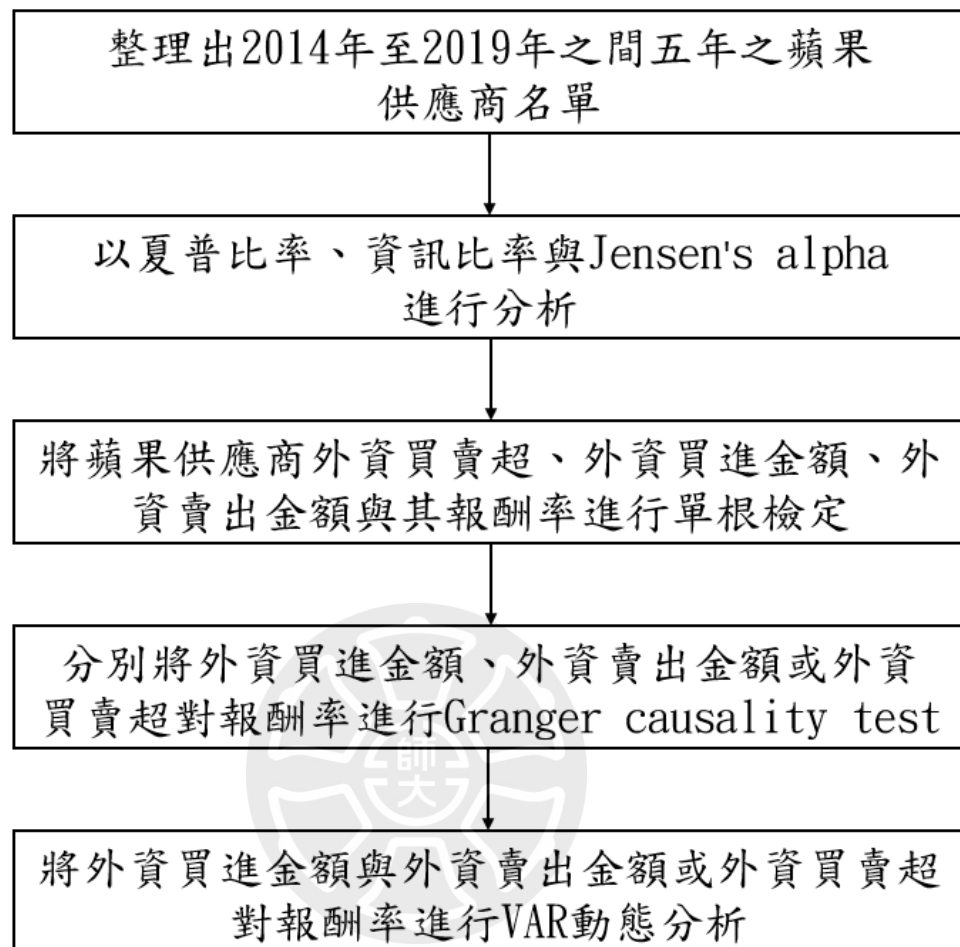 整理出2014年至2019年之間五年之蘋果
供應商名單
以夏普比率、資訊比率與Jensen's alpha
進行分析
將蘋果供應商外資買賣超、外資買進金額、外
資賣出金額與其報酬率進行單根檢定
分別將外資買進金額、外資賣出金額或外資
買賣超對報酬率進行Granger causality test
師大
將外資買進金額與外資賣出金額或外資買賣超
對報酬率進行VAR動態分析